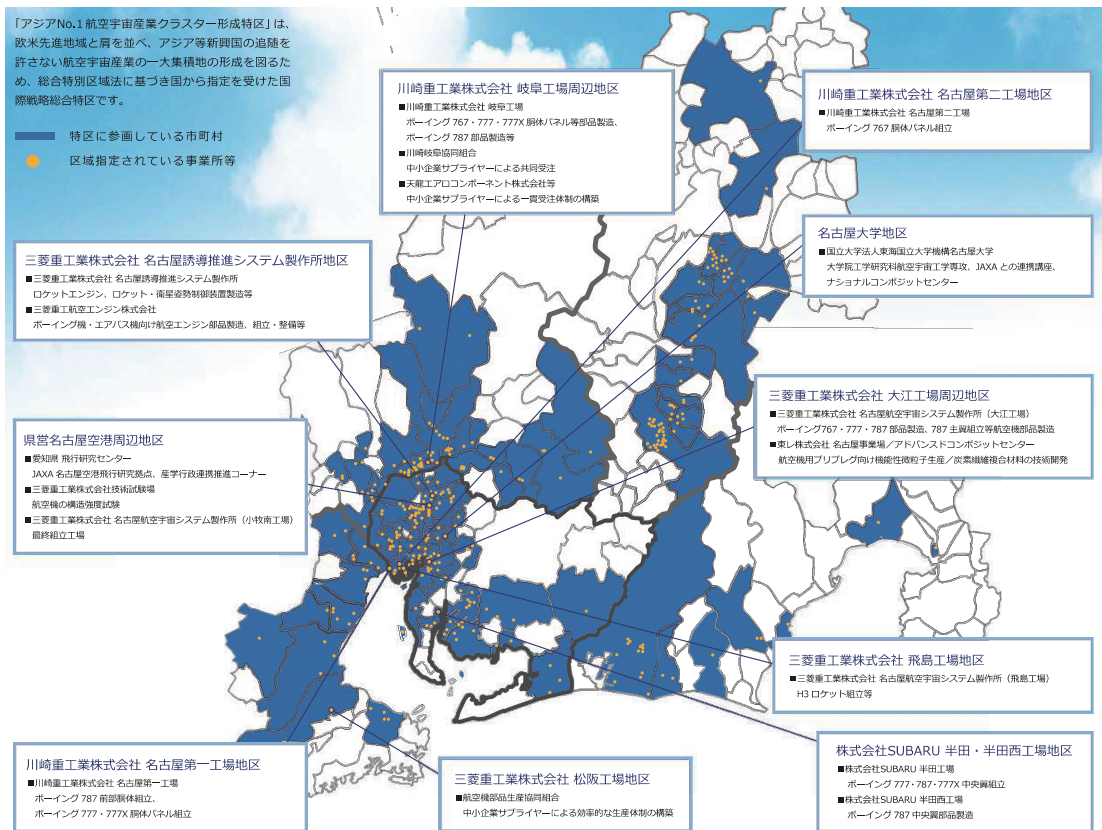 「アジアNo.1航空宇宙産業クラスター形成特区」は、
欧米先進地域と肩を並べ、アジア等新興国の追随を
許さない航空宇宙産業の一大集積地の形成を図るた
め、総合特別区域法に基づき国から指定を受けた国
際戦略総合特区です。
特区に参画している市町村
区域指定されている事業所等
川崎重工業株式会社 岐阜工場周辺地区
■川崎重工業株式会社 岐阜工場
ボーイング 767・777・777X 胴体パネル等部品製造、
ボーイング 787 部品製造等
■川崎岐阜協同組合
中小企業サプライヤーによる共同受注
■天龍エアロコンポーネント株式会社等
中小企業サプライヤーによる一貫受注体制の構築
川崎重工業株式会社 名古屋第二工場地区
■川崎重工業株式会社 名古屋第二工場
ボーイング 767 胴体パネル組立
名古屋大学地区
■国立大学法人東海国立大学機構名古屋大学
大学院工学研究科航空宇宙工学専攻、JAXA との連携講座、
ナショナルコンポジットセンター
三菱重工業株式会社 名古屋誘導推進システム製作所地区
■三菱重工業株式会社 名古屋誘導推進システム製作所
ロケットエンジン、ロケット・衛星姿勢制御装置製造等
■三菱重工航空エンジン株式会社
ボーイング機・エアバス機向け航空エンジン部品製造、組立・整備等
三菱重工業株式会社 大江工場周辺地区
■三菱重工業株式会社 名古屋航空宇宙システム製作所（大江工場）
ボーイング767・777・787 部品製造、787 主翼組立等航空機部品製造
■東レ株式会社 名古屋事業場／アドバンスドコンポジットセンター
航空機用プリプレグ向け機能性微粒子生産／炭素繊維複合材料の技術開発
県営名古屋空港周辺地区
■愛知県 飛行研究センター
JAXA 名古屋空港飛行研究拠点、産学行政連携推進コーナー
■三菱重工業株式会社技術試験場
航空機の構造強度試験
■三菱重工業株式会社 名古屋航空宇宙システム製作所（小牧南工場）
最終組立工場
三菱重工業株式会社 飛島工場地区
■三菱重工業株式会社 名古屋航空宇宙システム製作所（飛島工場）
H3 ロケット組立等
川崎重工業株式会社 名古屋第一工場地区
■川崎重工業株式会社 名古屋第一工場
ボーイング 787 前部胴体組立、
ボーイング 777・777X 胴体パネル組立
三菱重工業株式会社 松阪工場地区
■航空機部品生産協同組合
中小企業サプライヤーによる効率的な生産体制の構築
株式会社SUBARU 半田・半田西工場地区
■株式会社SUBARU 半田工場
ボーイング 777・787・777X 中央翼組立
■株式会社SUBARU 半田西工場
ボーイング 787 中央翼部品製造